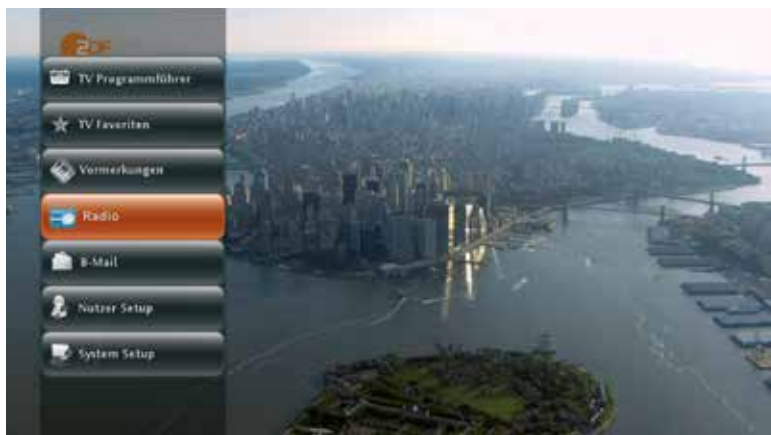 ZDF
TV Programmführer
TV Favoriten
Vormerkungen
Radio
B-Mail
Nutzer Setup
System Setup